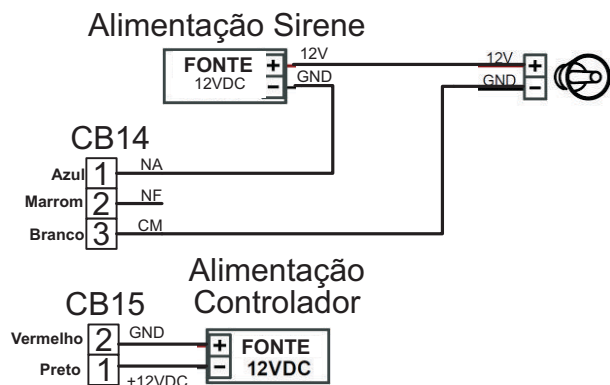 Alimentação Sirene
FONTE
12VDC
+
−
12V
GND
12V
GND
+
−
CB14
Azul 1 NA
Marrom 2 NF
Branco 3 CM
Alimentação
Controlador
CB15
Vermelho 2 GND
Preto 1 +12VDC
+
−
FONTE
12VDC